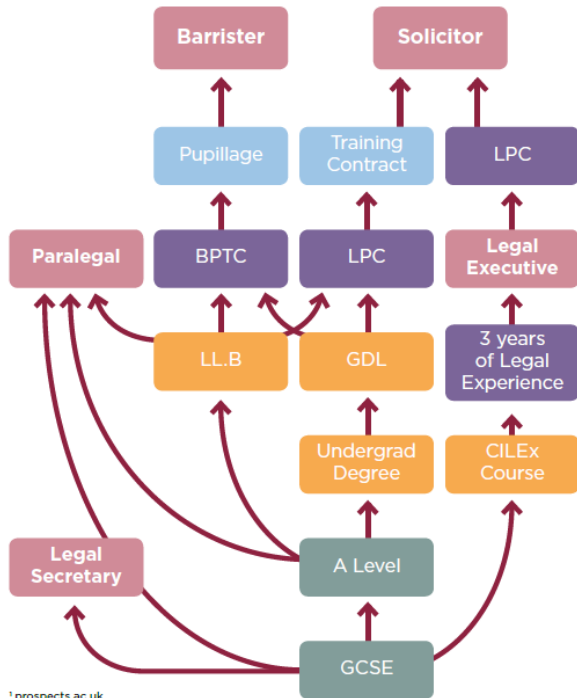 Barrister
Solicitor
Pupillage
Training
Contract
LPC
Paralegal
BPTC
LPC
Legal
Executive
LL.B
GDL
3 years
of Legal
Experience
Undergrad
Degree
CILEx
Course
Legal
Secretary
A Level
GCSE
¹ prospects.ac.uk